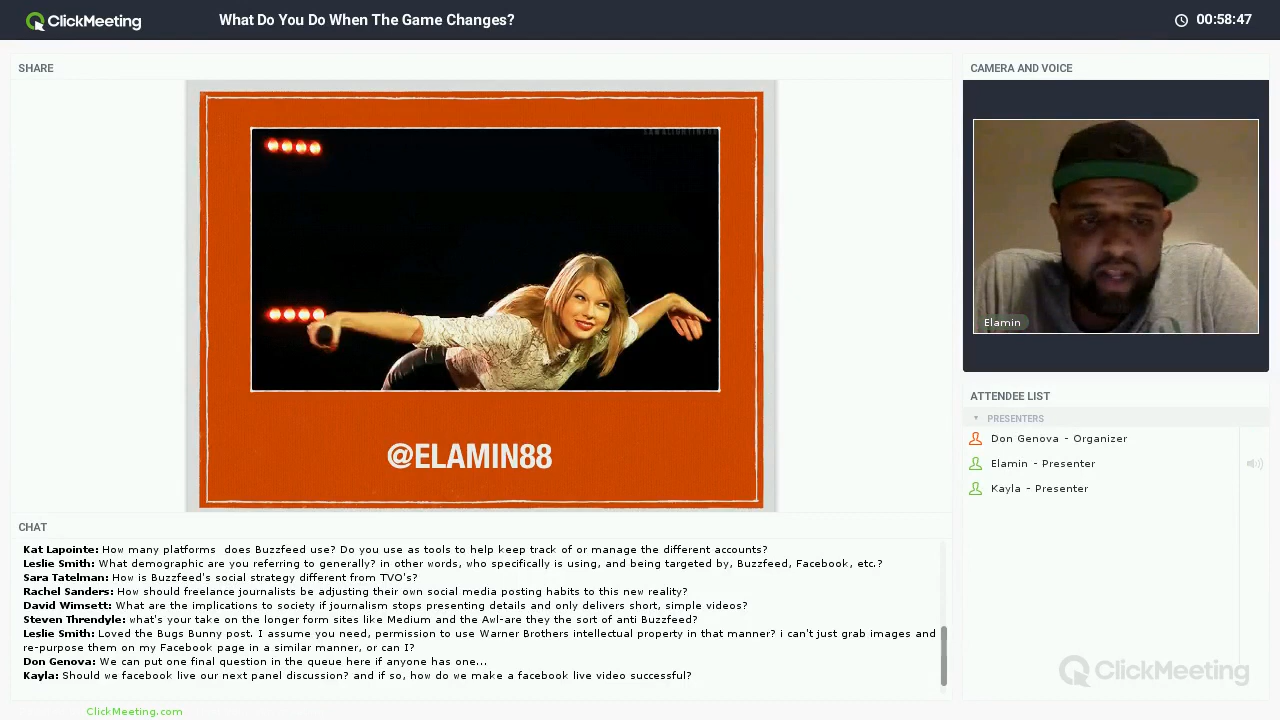 ClickMeeting
What Do You Do When The Game Changes?
00:58:47
SHARE
@ELAMIN88
CAMERA AND VOICE
Elamin
ATTENDEE LIST
PRESENTERS
Don Genova - Organizer
Elamin - Presenter
Kayla - Presenter
CHAT
Kat Lapointe: How many platforms does Buzzfeed use? Do you use as tools to help keep track of or manage the different accounts?
Leslie Smith: What demographic are you referring to generally? in other words, who specifically is using, and being targeted by, Buzzfeed, Facebook, etc.?
Sara Tatelman: How is Buzzfeed's social strategy different from TVO's?
Rachel Sanders: How should freelance journalists be adjusting their own social media posting habits to this new reality?
David Wimsett: What are the implications to society if journalism stops presenting details and only delivers short, simple videos?
Steven Threndyle: what's your take on the longer form sites like Medium and the Awl-are they the sort of anti Buzzfeed?
Leslie Smith: Loved the Bugs Bunny post. I assume you need, permission to use Warner Brothers intellectual property in that manner? i can't just grab images and
re-purpose them on my Facebook page in a similar manner, or can I?
Don Genova: We can put one final question in the queue here if anyone has one...
Kayla: Should we facebook live our next panel discussion? and if so, how do we make a facebook live video successful?
ClickMeeting
ClickMeeting.com